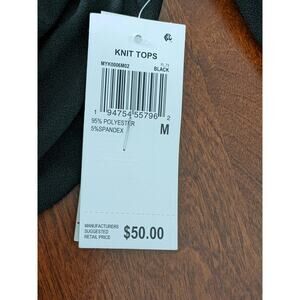 KNIT TOPS
MYK0006M02
BLACK
1 94754 55796 2
M
95% POLYESTER
5%SPANDEX
MANUFACTURERS
SUGGESTED
RETAIL PRICE
$50.00